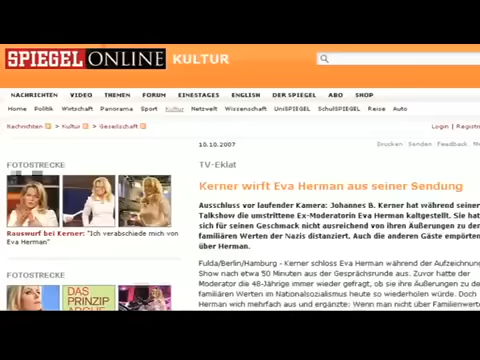 SPIEGEL ONLINE KULTUR
NACHRICHTEN VIDEO THEMEN FORUM EINESTAGES ENGLISH DER SPIEGEL ABO SHOP
Home Politik Wirtschaft Panorama Sport Kultur Netzwelt Wissenschaft UniSPIEGEL SchulSPIEGEL Reise Auto
Nachrichten > Kultur > Gesellschaft Login | Registri
10.10.2007 Drucken Senden Feedback Me
FOTOSTRECKE
Rauswurf bei Kerner: "Ich verabschiede mich von
Eva Herman"
FOTOSTRECKE
DAS
PRINZIP
TV-Eklat
Kerner wirft Eva Herman aus seiner Sendung
Ausschluss vor laufender Kamera: Johannes B. Kerner hat während seiner
Talkshow die umstrittene Ex-Moderatorin Eva Herman kaltgestellt. Sie hat
sich für seinen Geschmack nicht ausreichend von ihren Äußerungen zu den
familiären Werten der Nazis distanziert. Auch die anderen Gäste empörten
über Herman.
Fulda/Berlin/Hamburg - Kerner schloss Eva Herman während der Aufzeichnung
Show nach etwa 50 Minuten aus der Gesprächsrunde aus. Zuvor hatte der
Moderator die 48-Jährige immer wieder gefragt, ob sie ihre Äußerungen zu den
familiären Werten im Nationalsozialismus heute so wiederholen würde. Doch
Herman wich mehrfach aus und ergänzte: Wenn man nicht über Familienwerte